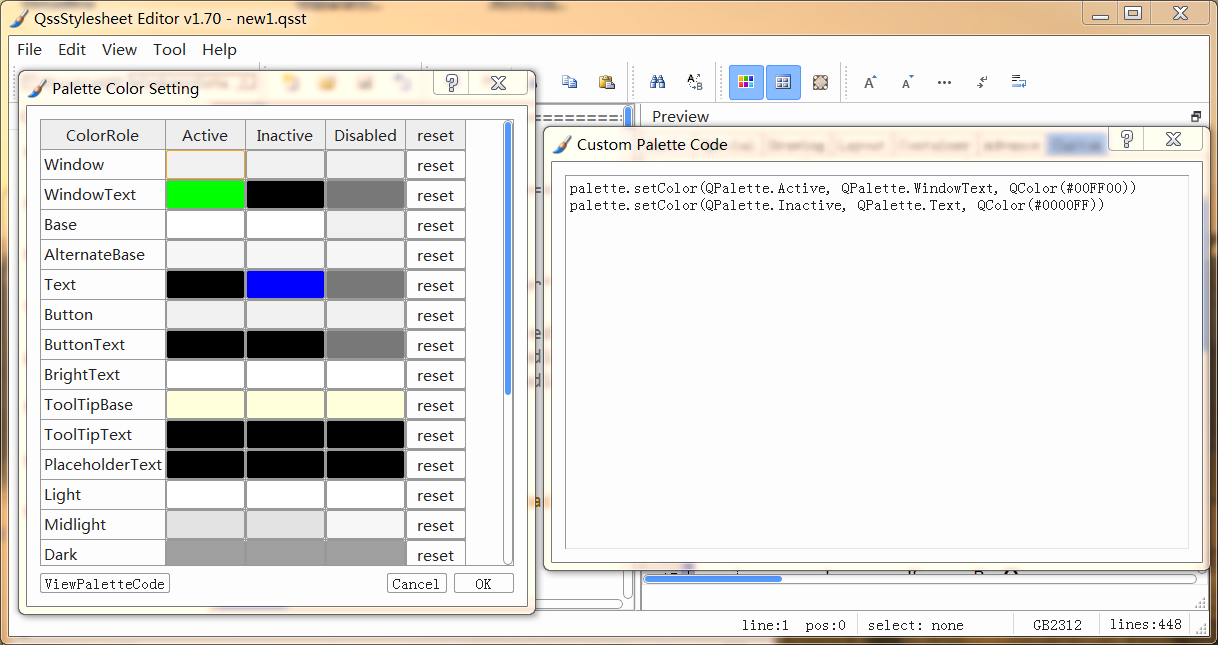 QssStylesheet Editor v1.70 - new1.qsst
File Edit View Tool Help
Palette Color Setting
ColorRole Active Inactive Disabled reset
Window reset
WindowText reset
Base reset
AlternateBase reset
Text reset
Button reset
ButtonText reset
BrightText reset
ToolTipBase reset
ToolTipText reset
PlaceholderText reset
Light reset
Midlight reset
Dark reset
ViewPaletteCode Cancel OK
Preview
Custom Palette Code
palette.setColor(QPalette.Active, QPalette.WindowText, QColor(#00FF00))
palette.setColor(QPalette.Inactive, QPalette.Text, QColor(#0000FF))
line:1 pos:0 select: none GB2312 lines:448